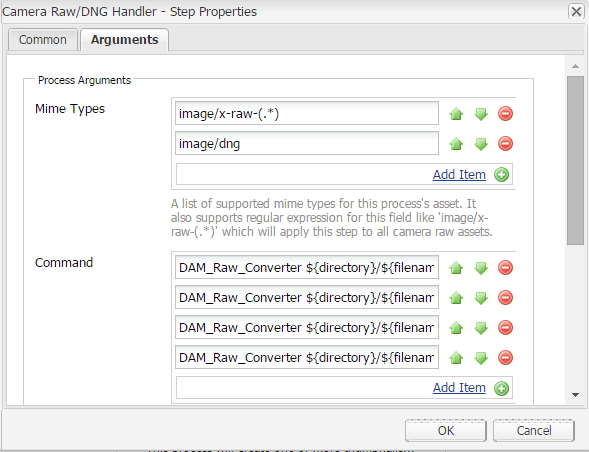 Camera Raw/DNG Handler - Step Properties
Common Arguments
Process Arguments
Mime Types
image/x-raw-(.*)
image/dng
Add Item
A list of supported mime types for this process's asset. It
also supports regular expression for this field like 'image/x-
raw-(.*)' which will apply this step to all camera raw assets.
Command
DAM_Raw_Converter ${directory}/${filenam
DAM_Raw_Converter ${directory}/${filenam
DAM_Raw_Converter ${directory}/${filenam
DAM_Raw_Converter ${directory}/${filenam
Add Item
OK Cancel